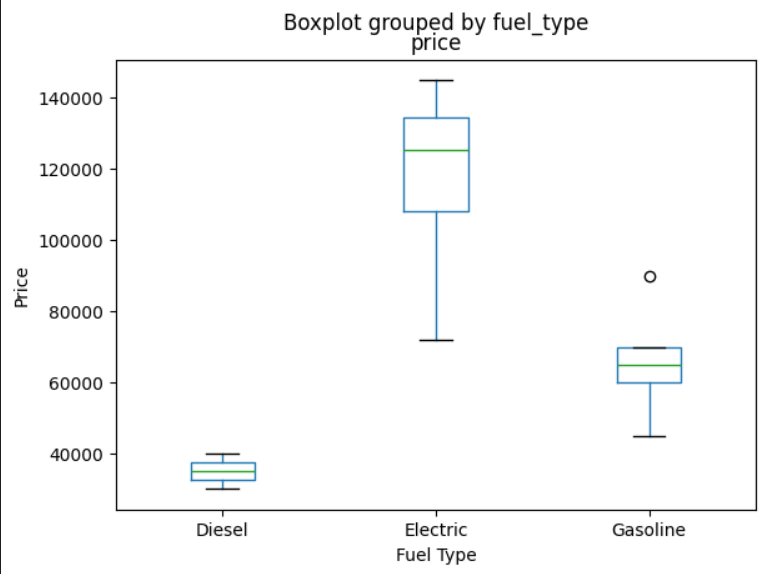 Boxplot grouped by fuel_type
price
140000
120000
100000
80000
60000
40000
Price
Diesel Electric Gasoline
Fuel Type